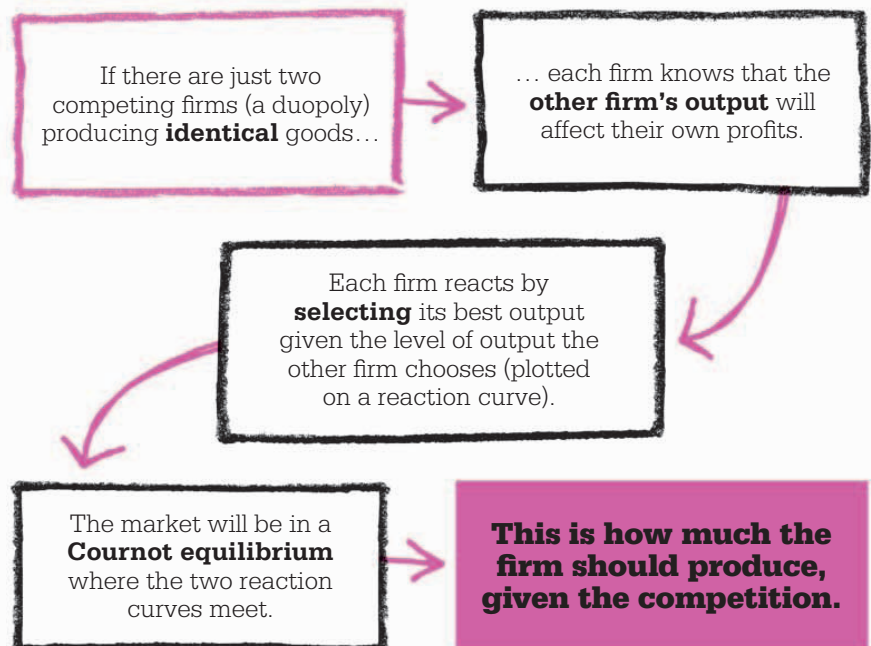 If there are just two
competing firms (a duopoly)
producing identical goods…
… each firm knows that the
other firm’s output will
affect their own profits.
Each firm reacts by
selecting its best output
given the level of output the
other firm chooses (plotted
on a reaction curve).
The market will be in a
Cournot equilibrium
where the two reaction
curves meet.
This is how much the
firm should produce,
given the competition.